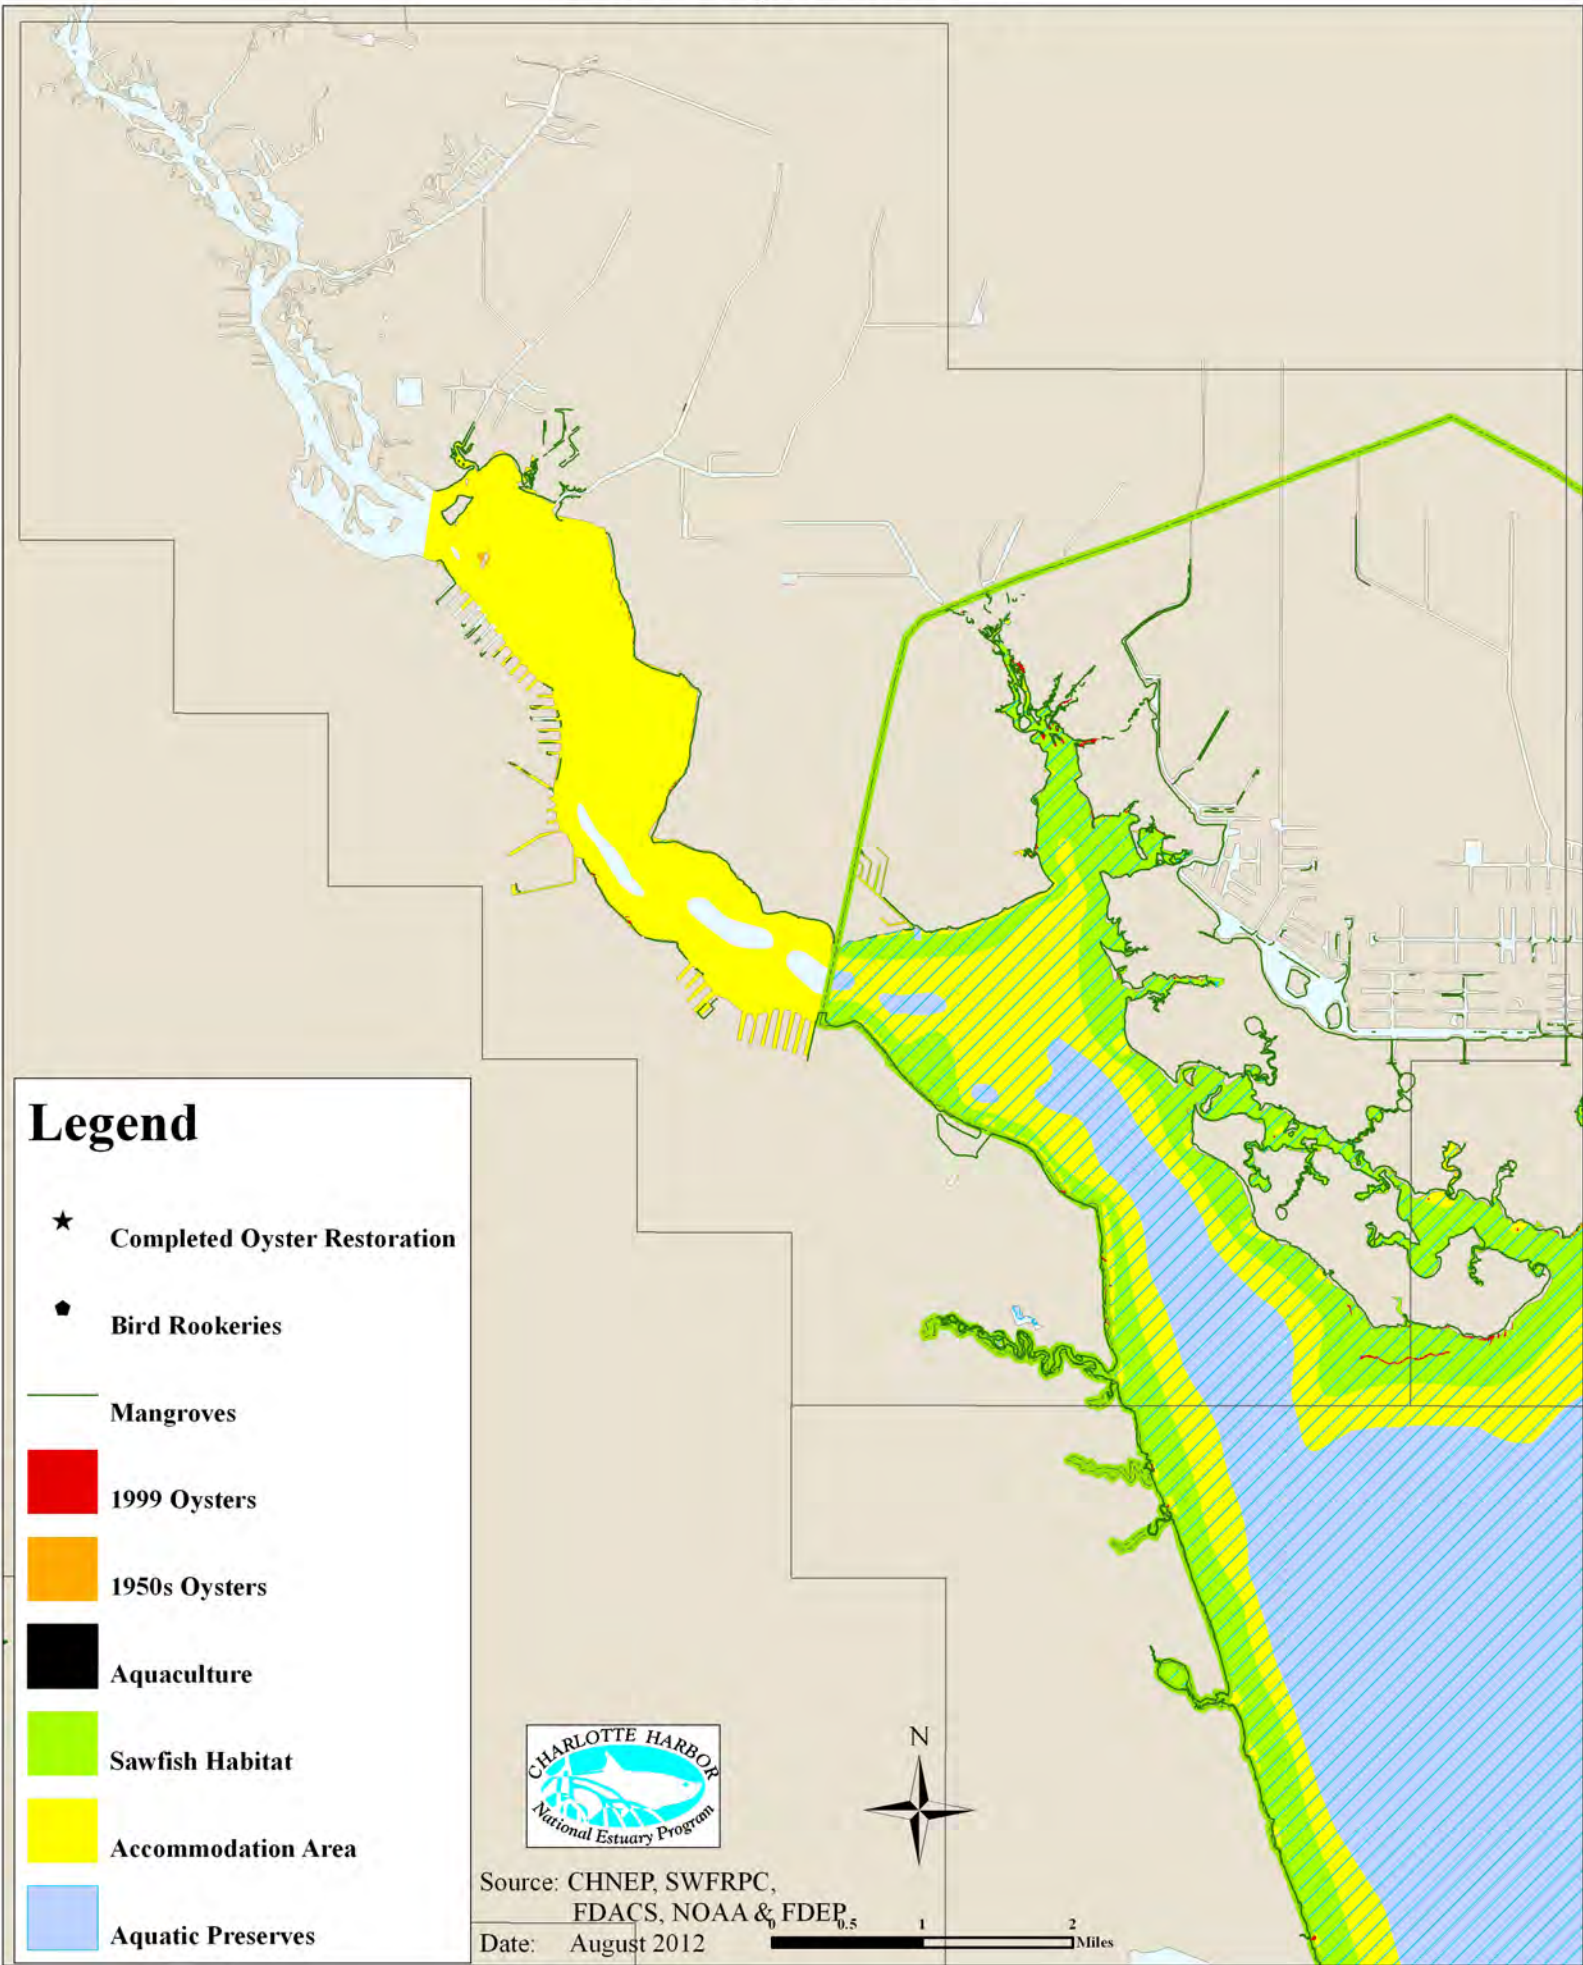 Legend
Completed Oyster Restoration
Bird Rookeries
Mangroves
1999 Oysters
1950s Oysters
Aquaculture
Sawfish Habitat
Accommodation Area
Aquatic Preserves
CHARLOTTE HARBOR
National Estuary Program
N
Source: CHNEP, SWFRPC,
FDACS, NOAA & FDEP
Date: August 2012
0 0.5 1 2
Miles